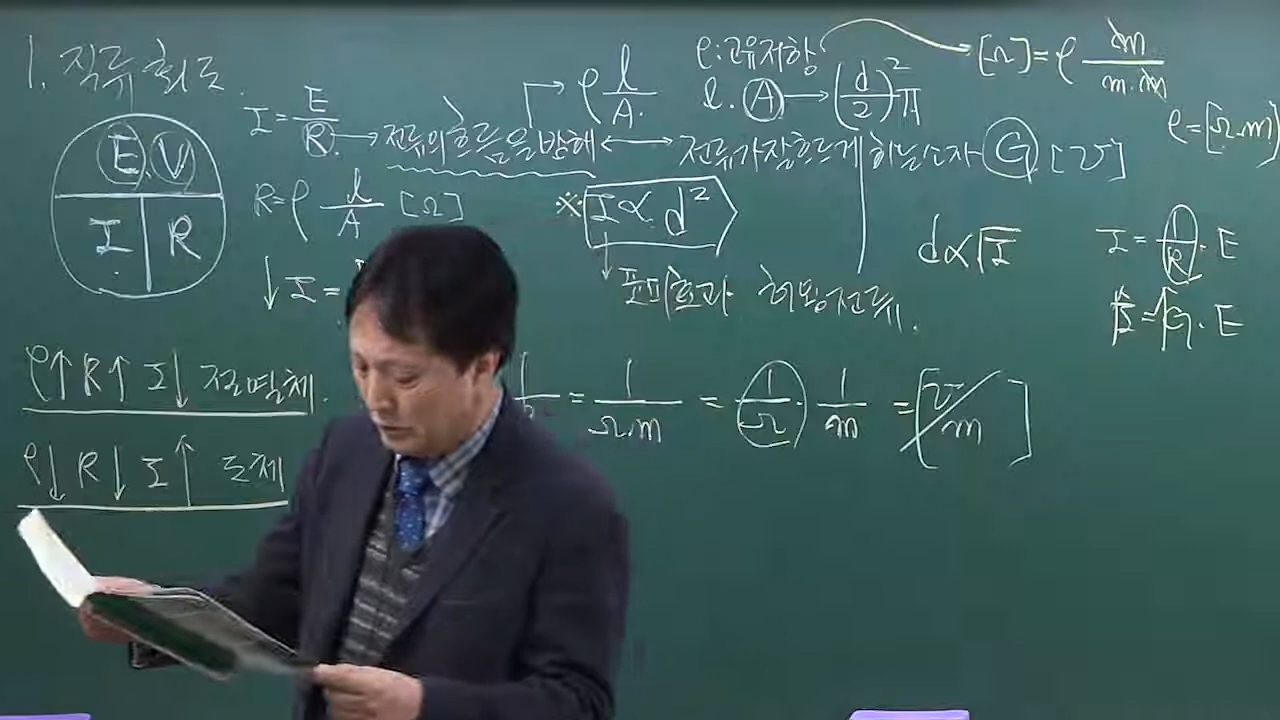 1. 직류회로.
E, V
I R
I = E/R → 전류의 흐름을 방해 ↔ 전류가 잘 흐르게 하는 소자 G [℧]
ρ l/A
ρ: 고유저항
[Ω] = ρ m/m·m
l. A → (d/2)² π
ρ = [Ω·m]
R = ρ l/A [Ω]
※ I ∝ d²
d ∝ √I
I = 1/R · E
↓ I =
표피효과 허용전류.
I = G · E
ρ↑ R↑ I↓ 절연체.
= 1/Ω·m = 1/Ω 1/m = [℧/m]
ρ↓ R↓ I↑ 도체